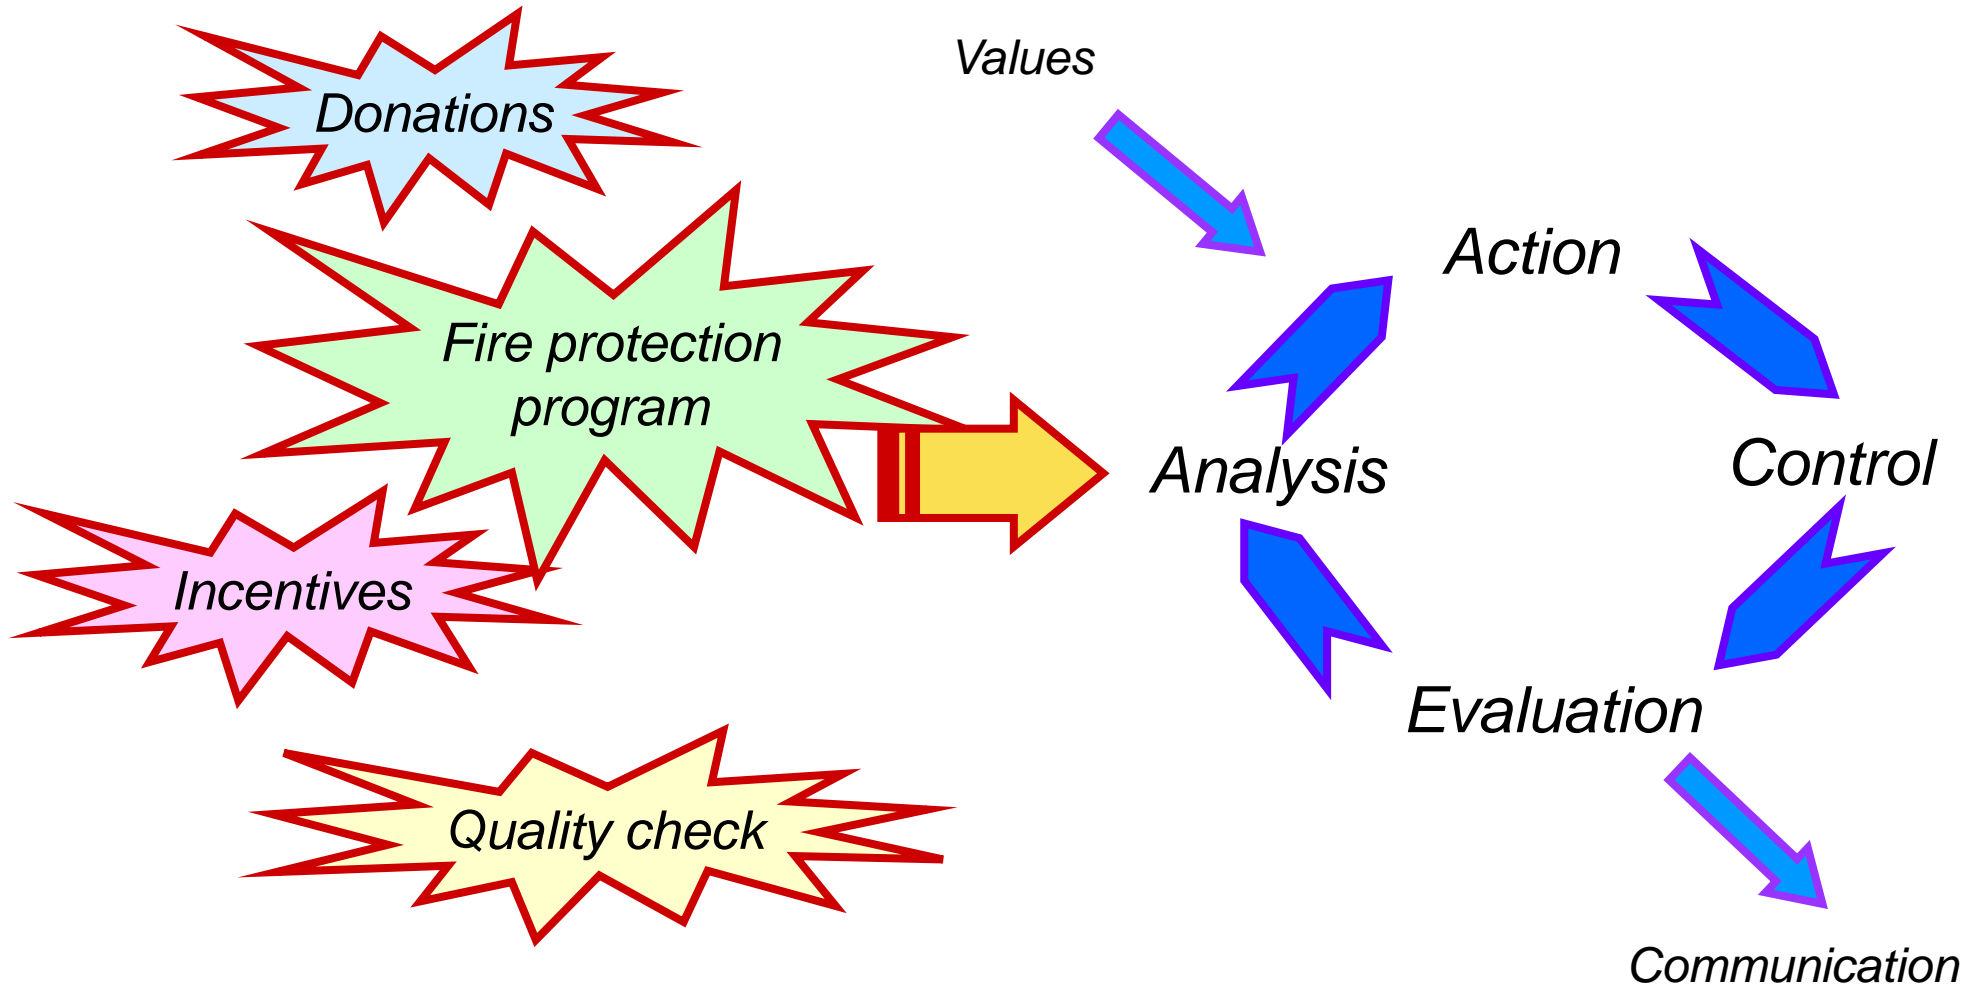 Donations
Fire protection
program
Incentives
Quality check
Values
Action
Analysis
Control
Evaluation
Communication